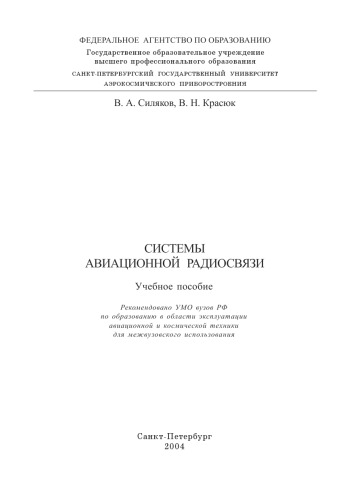 ФЕДЕРАЛЬНОЕ АГЕНТСТВО ПО ОБРАЗОВАНИЮ
Государственное образовательное учреждение
высшего профессионального образования
САНКТ-ПЕТЕРБУРГСКИЙ ГОСУДАРСТВЕННЫЙ УНИВЕРСИТЕТ
АЭРОКОСМИЧЕСКОГО ПРИБОРОСТРОЕНИЯ
В. А. Силяков, В. Н. Красюк
СИСТЕМЫ
АВИАЦИОННОЙ РАДИОСВЯЗИ
Учебное пособие
Рекомендовано УМО вузов РФ
по образованию в области эксплуатации
авиационной и космической техники
для межвузовского использования
Санкт-Петербург
2004